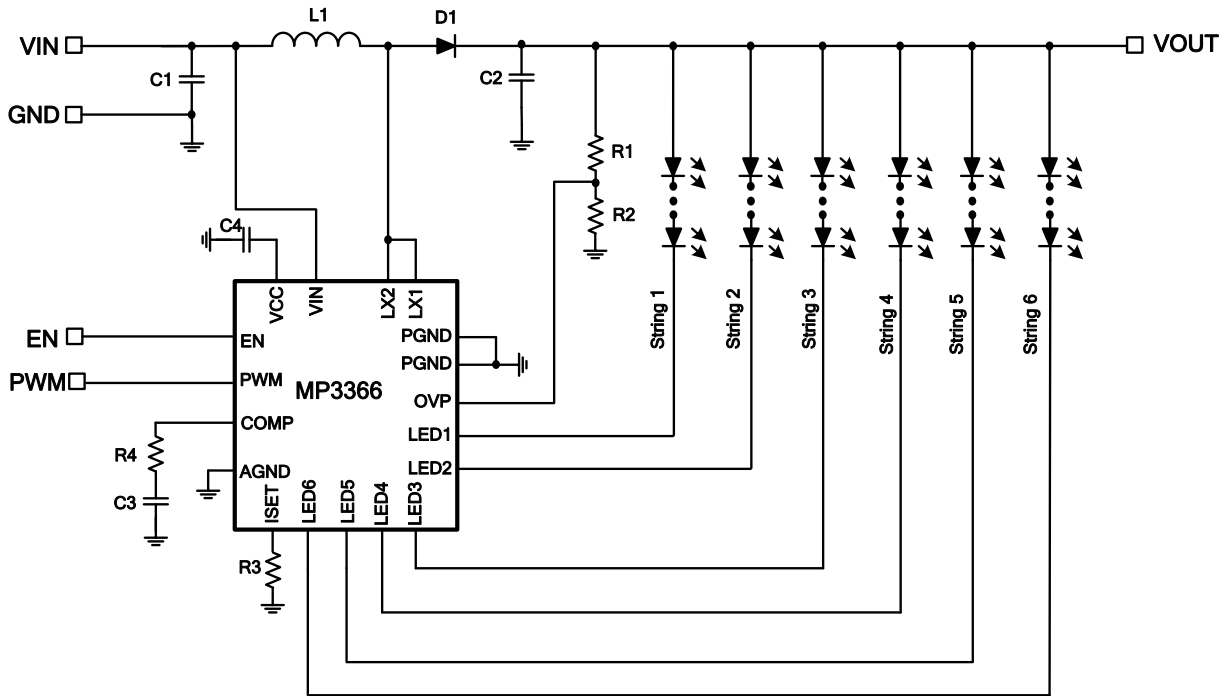 L1
D1
VIN
VOUT
C1
C2
GND
R1
R2
C4
VCC
VIN
LX2
LX1
String 1
String 2
String 3
String 4
String 5
String 6
EN
EN
PGND
PGND
PWM
PWM
MP3366
OVP
COMP
LED1
R4
AGND
LED2
C3
ISET
LED6
LED5
LED4
LED3
R3